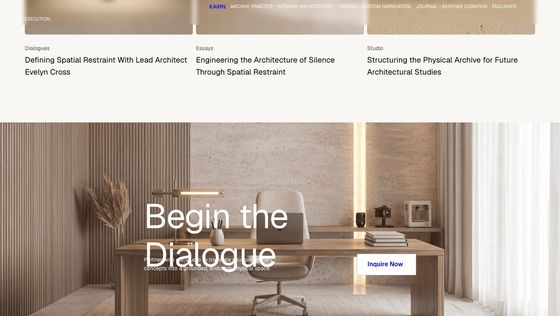 KAIRN ARCHIVE PRACTICE • INTERIOR ARCHITECTURE CUSTOM FABRICATION JOURNAL • BESPOKE CURATION ENQUIRIES
EXECUTION
Dialogues
Defining Spatial Restraint With Lead Architect
Evelyn Cross
Essays
Engineering the Architecture of Silence
Through Spatial Restraint
Studio
Structuring the Physical Archive for Future
Architectural Studies
Begin the
Dialogue
concepts into a grounded, physical space.
Inquire Now